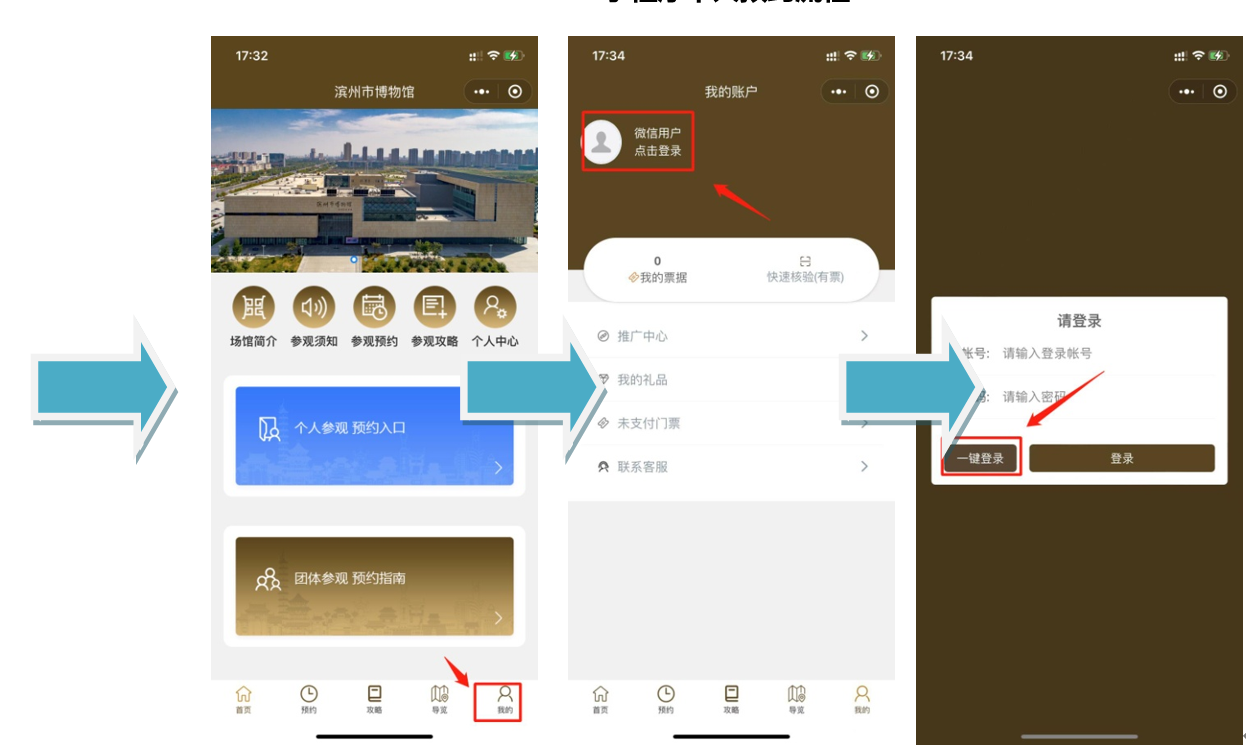 17:32
滨州市博物馆
滨州市博物馆
场馆简介 参观须知 参观预约 参观攻略 个人中心
个人参观 预约入口
团体参观 预约指南
首页 预约 攻略 导览 我的
17:34
我的账户
微信用户
点击登录
0
我的票据
快速核验(有票)
推广中心
我的礼品
未支付门票
联系客服
首页 预约 攻略 导览 我的
17:34
请登录
帐号: 请输入登录帐号
请输入密码
一键登录 登录